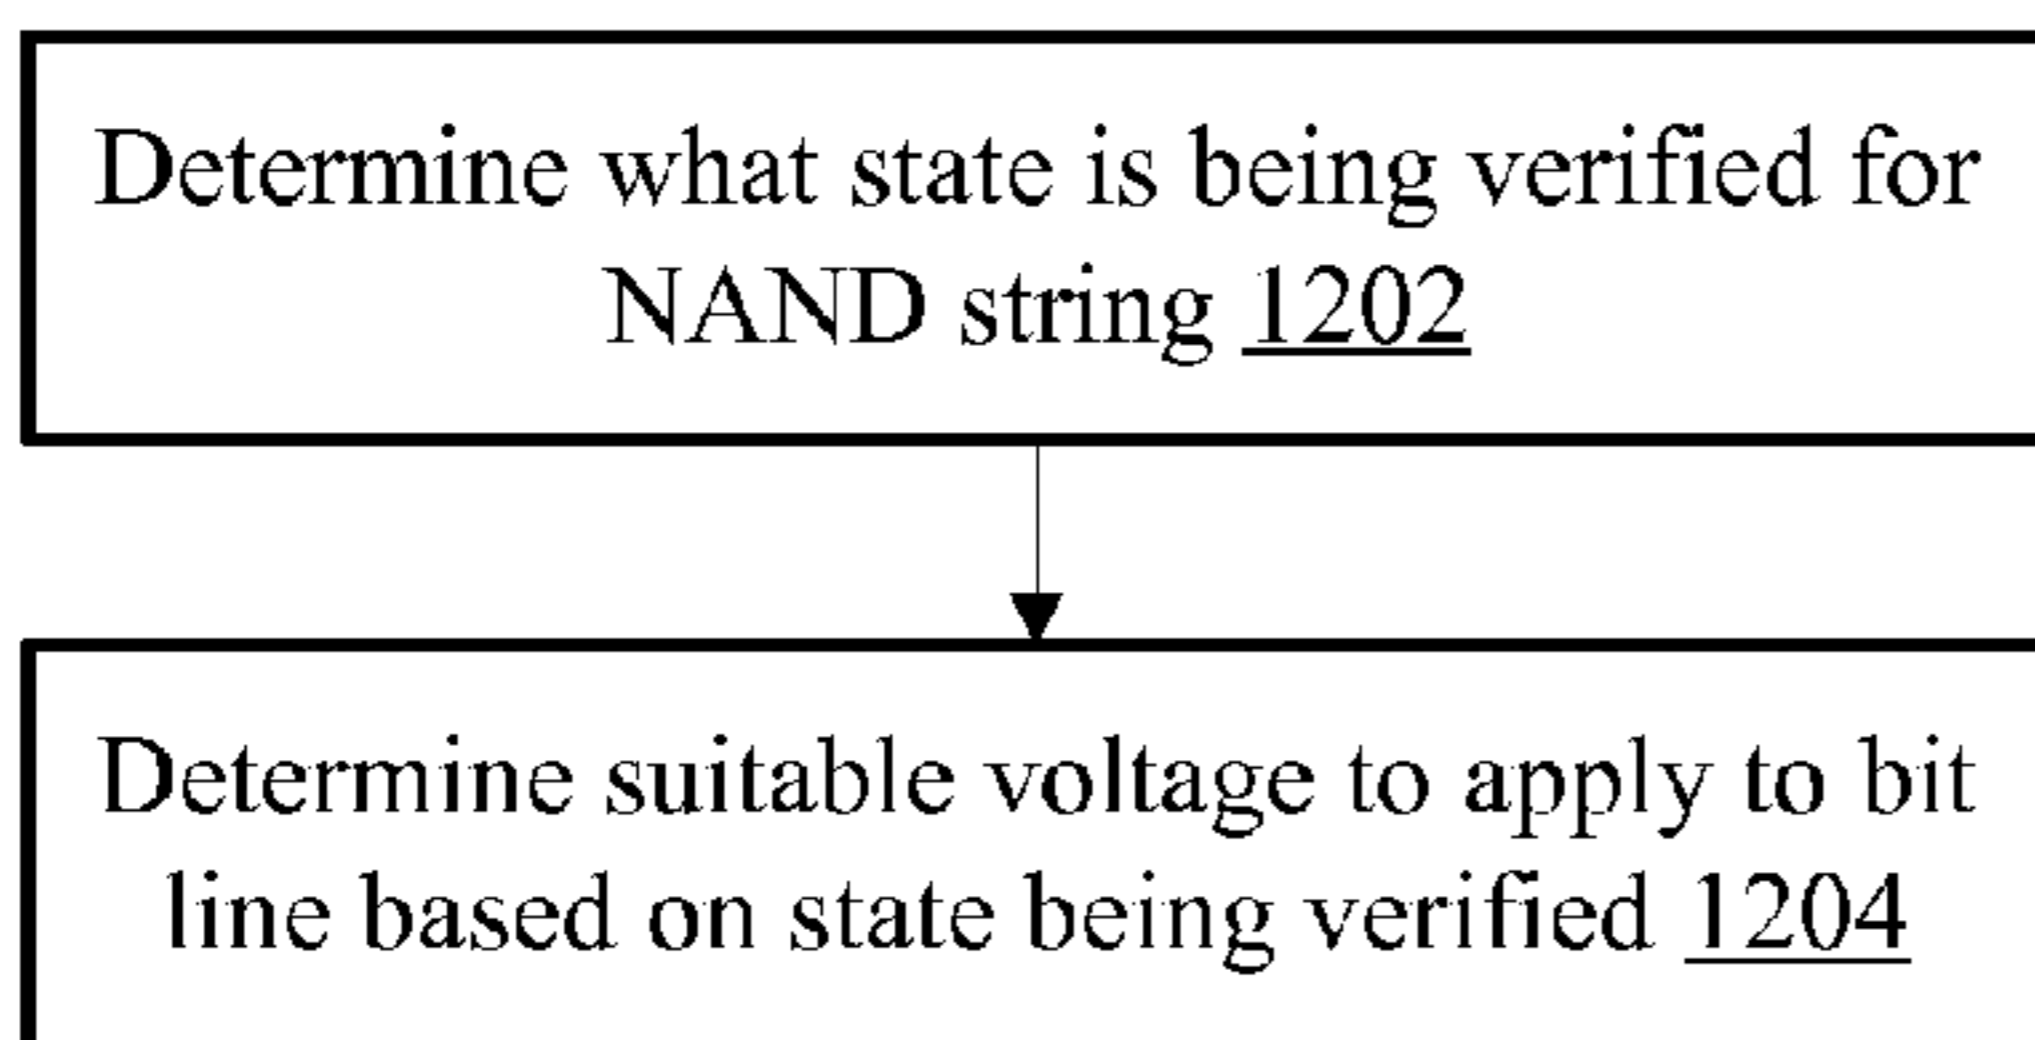 Determine what state is being verified for
NAND string 1202
Determine suitable voltage to apply to bit
line based on state being verified 1204